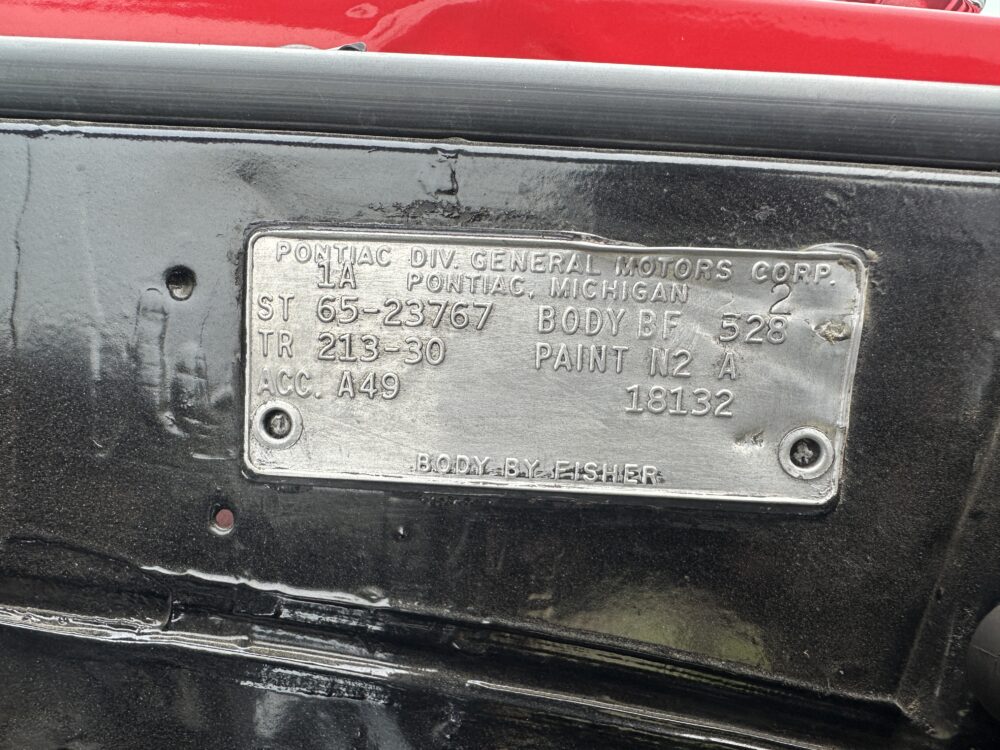 PONTIAC DIV. GENERAL MOTORS CORP.
1A PONTIAC, MICHIGAN 2
ST 65-23767 BODY BF 528
TR 213-30 PAINT N2 A
ACC. A49 18132
BODY BY FISHER